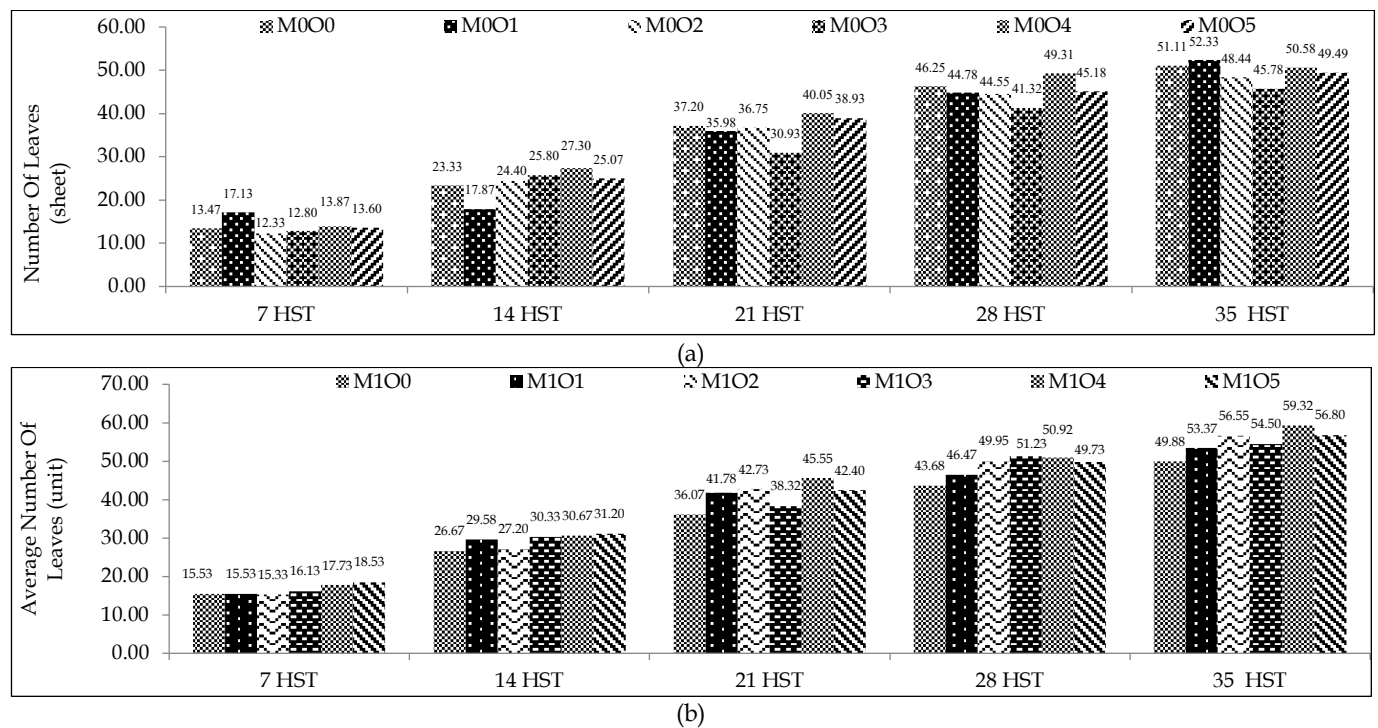 60.00
50.00
40.00
30.00
20.00
10.00
0.00
Number Of Leaves
(sheet)
M0O0 M0O1 M0O2 M0O3 M0O4 M0O5
13.47 17.13 12.33 12.80 13.87 13.60
23.33 17.87 24.40 25.80 27.30 25.07
37.20 35.98 36.75 30.93 40.05 38.93
46.25 44.78 44.55 41.32 49.31 45.18
51.11 52.33 48.44 45.78 50.58 49.49
7 HST 14 HST 21 HST 28 HST 35 HST
(a)
70.00
60.00
50.00
40.00
30.00
20.00
10.00
0.00
Average Number Of
Leaves (unit)
M1O0 M1O1 M1O2 M1O3 M1O4 M1O5
15.53 15.53 15.33 16.13 17.73 18.53
26.67 29.58 27.20 30.33 30.67 31.20
36.07 41.78 42.73 38.32 45.55 42.40
43.68 46.47 49.95 51.23 50.92 49.73
49.88 53.37 56.55 54.50 59.32 56.80
7 HST 14 HST 21 HST 28 HST 35 HST
(b)